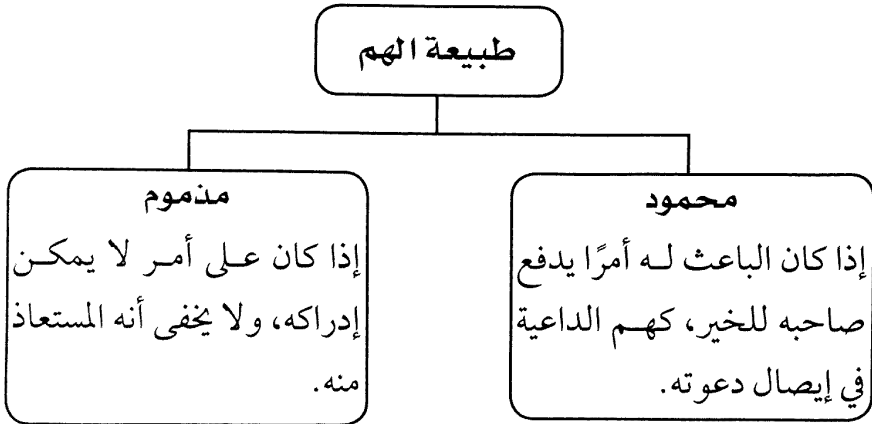 طبيعة الهم
محمود
إذا كان الباعث له أمرًا يدفع
صاحبه للخير، كهم الداعية
في إيصال دعوته.
مذموم
إذا كان على أمر لا يمكن
إدراكه، ولا يخفى أنه المستعاذ
منه.